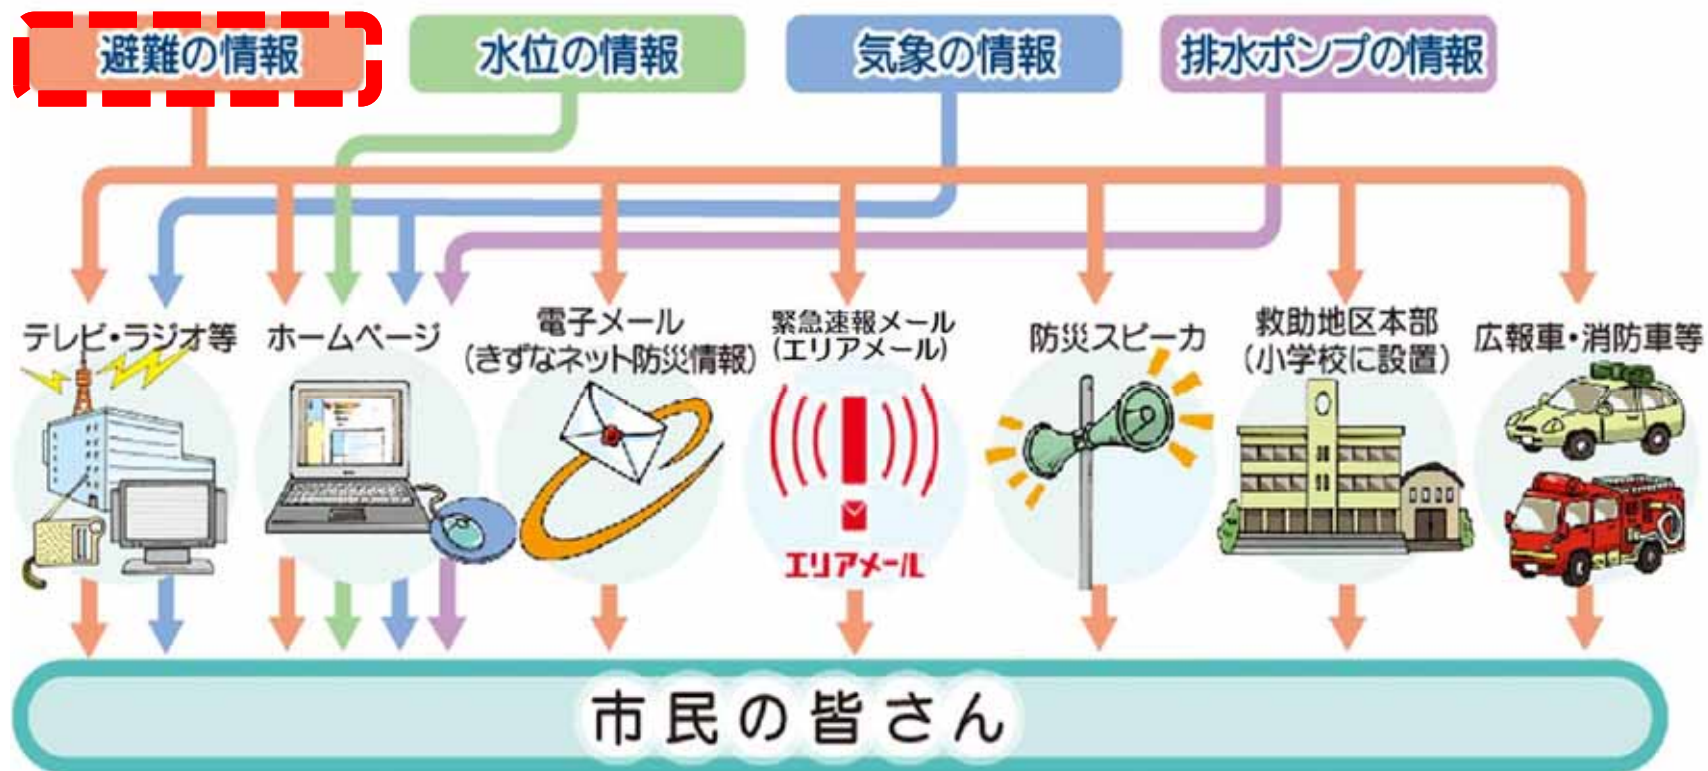 避難の情報
水位の情報
気象の情報
排水ポンプの情報
テレビ・ラジオ等
ホームページ
電子メール
(きずなネット防災情報)
緊急速報メール
(エリアメール)
防災スピーカ
救助地区本部
(小学校に設置)
広報車・消防車等
エリアメール
市民の皆さん